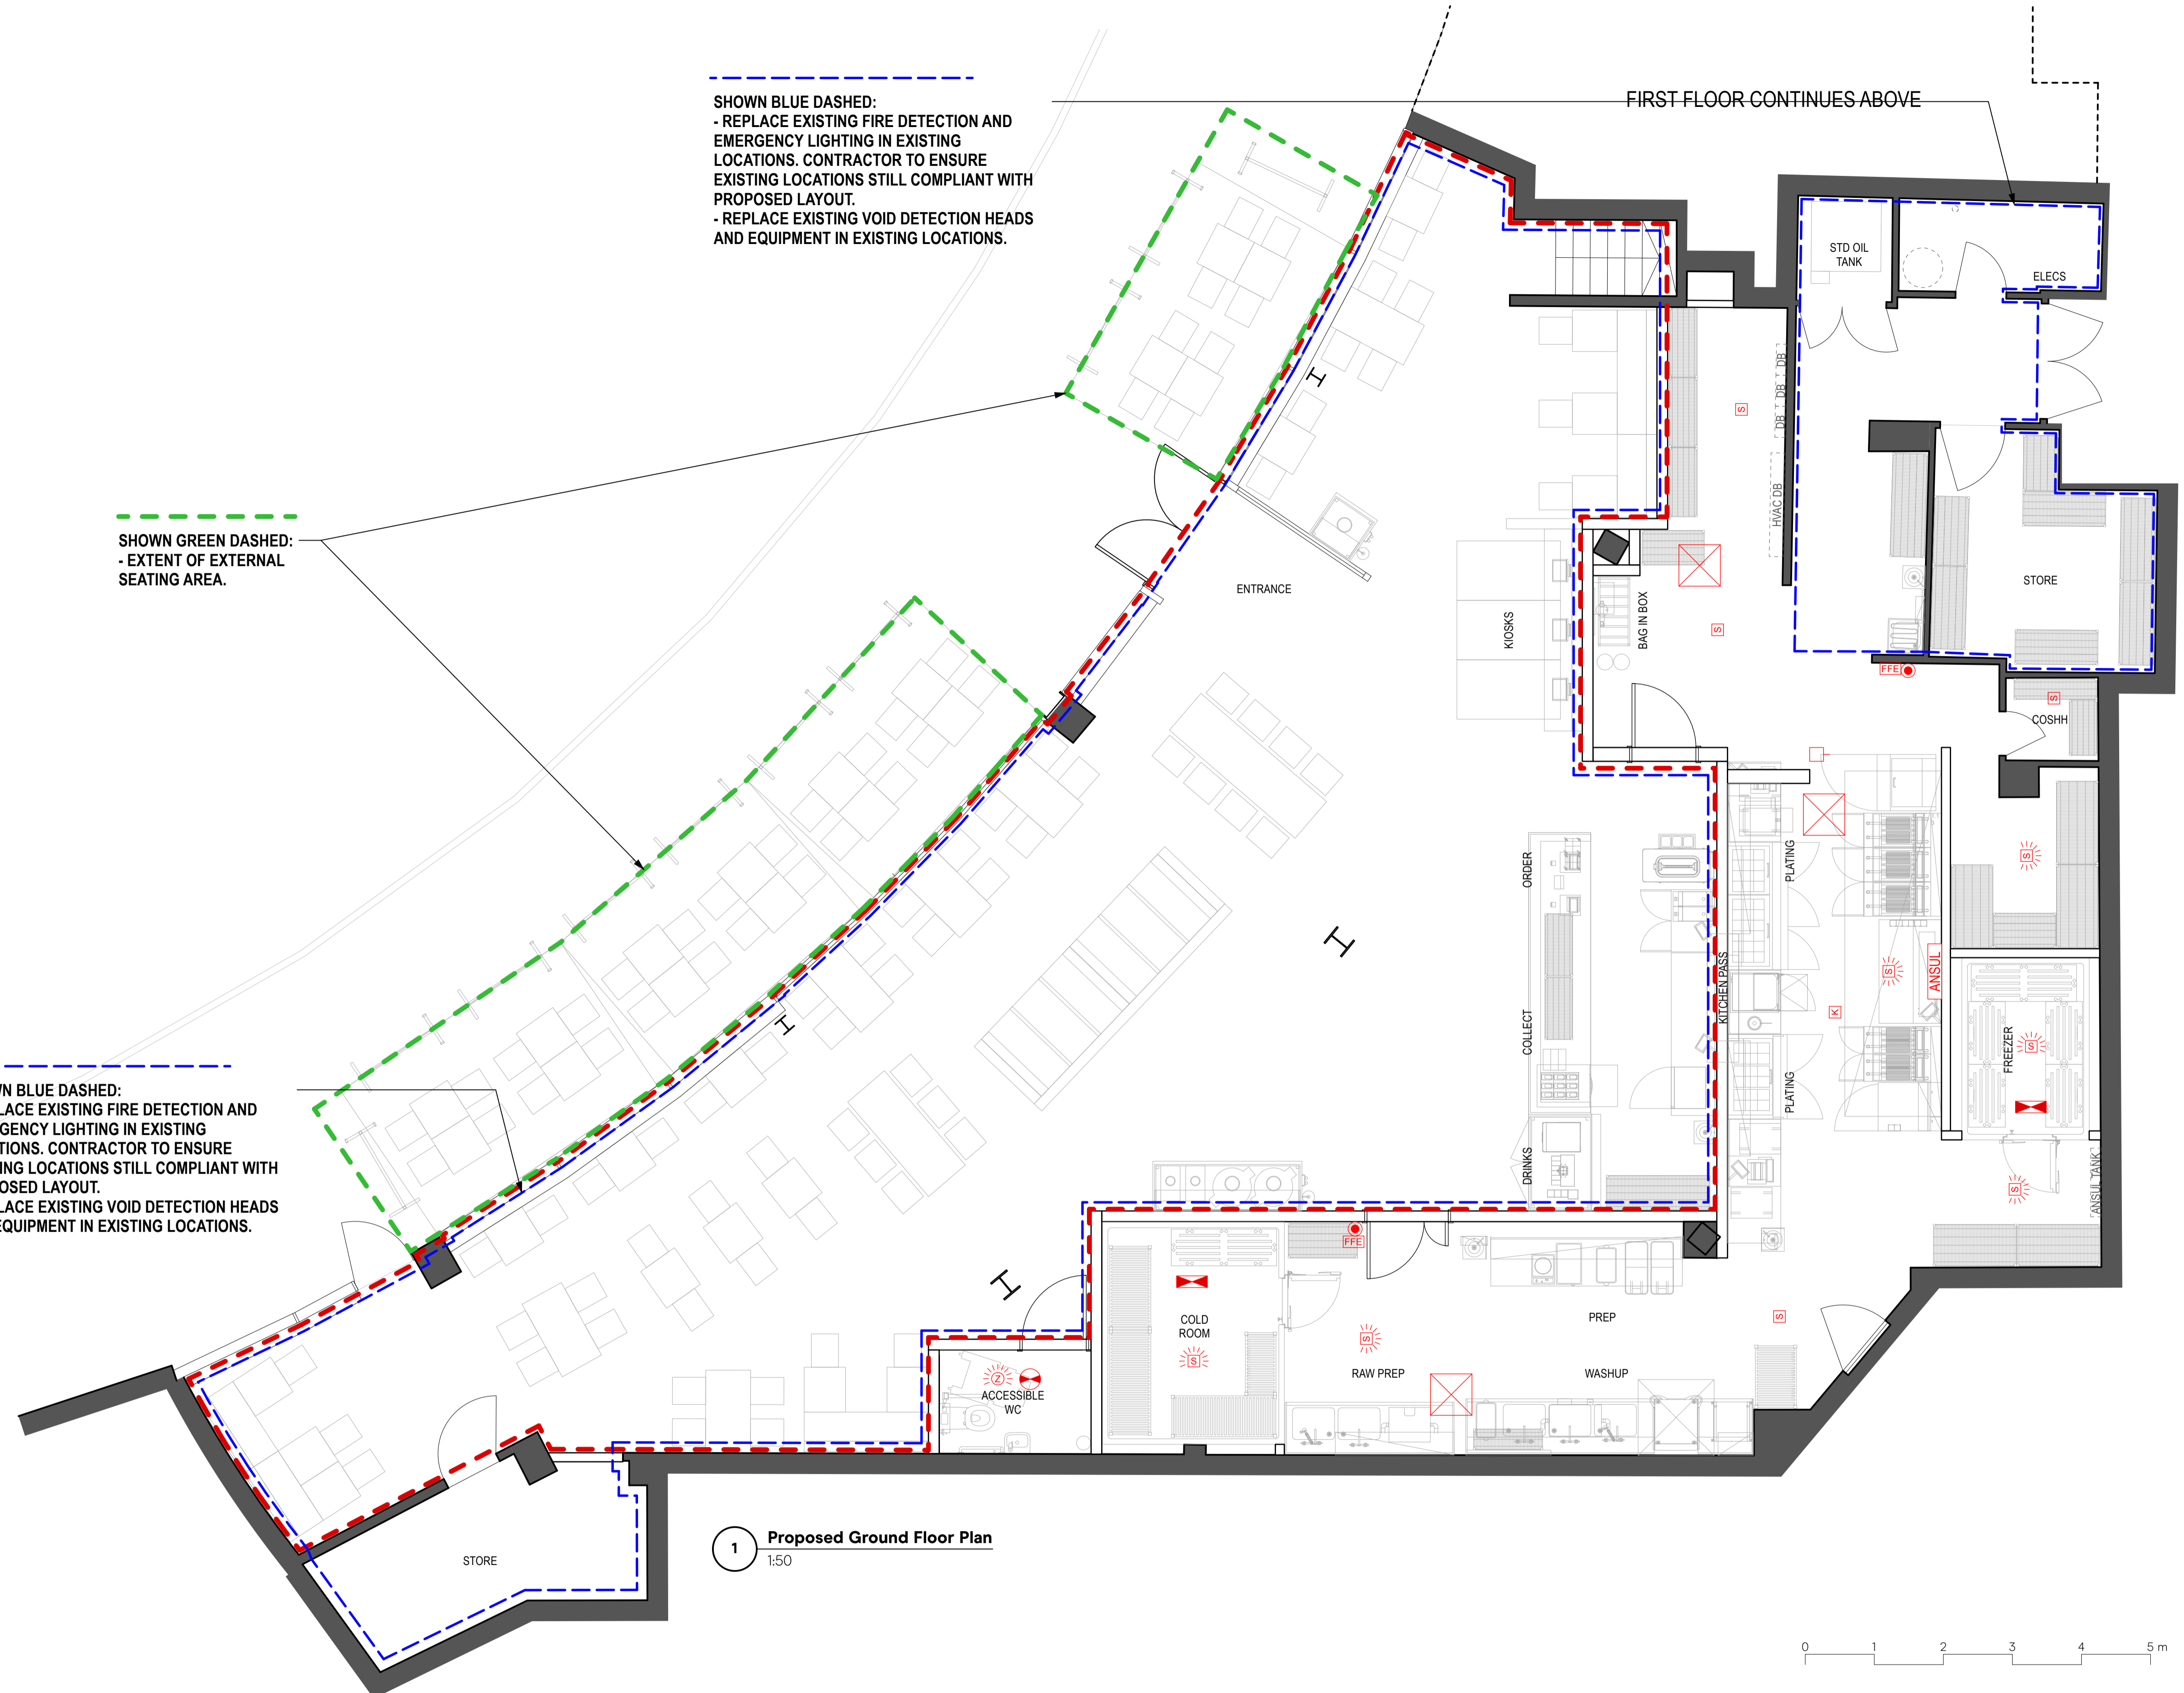 SHOWN BLUE DASHED:
- REPLACE EXISTING FIRE DETECTION AND
EMERGENCY LIGHTING IN EXISTING
LOCATIONS. CONTRACTOR TO ENSURE
EXISTING LOCATIONS STILL COMPLIANT WITH
PROPOSED LAYOUT.
- REPLACE EXISTING VOID DETECTION HEADS
AND EQUIPMENT IN EXISTING LOCATIONS.
FIRST FLOOR CONTINUES ABOVE
STD OIL
TANK
ELECS
DB
DB
DB
HVAC DB
S
SHOWN GREEN DASHED:
- EXTENT OF EXTERNAL
SEATING AREA.
ENTRANCE
KIOSKS
BAG IN BOX
S
STORE
FFE
S
COSHH
ORDER
PLATING
S
KITCHEN PASS
S
ANSUL
K
COLLECT
FREEZER
S
PLATING
DRINKS
S
ANSUL TANK
N BLUE DASHED:
LACE EXISTING FIRE DETECTION AND
GENCY LIGHTING IN EXISTING
TIONS. CONTRACTOR TO ENSURE
ING LOCATIONS STILL COMPLIANT WITH
OSED LAYOUT.
LACE EXISTING VOID DETECTION HEADS
EQUIPMENT IN EXISTING LOCATIONS.
FFE
COLD
ROOM
S
S
RAW PREP
PREP
WASHUP
S
Z
ACCESSIBLE
WC
STORE
1
Proposed Ground Floor Plan
1:50
0 1 2 3 4 5 m